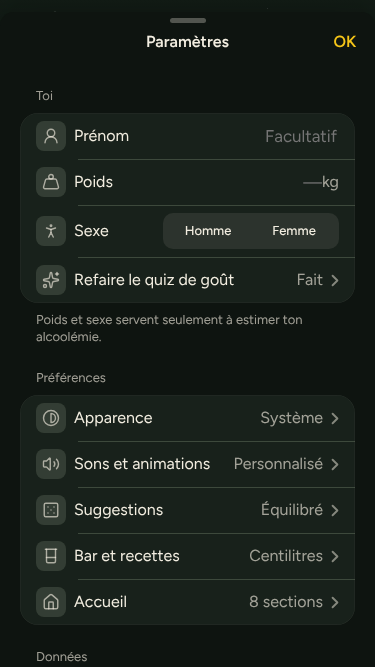 Paramètres
OK
Toi
Prénom
Facultatif
Poids
—kg
Sexe
Homme
Femme
Refaire le quiz de goût
Fait
Poids et sexe servent seulement à estimer ton
alcoolémie.
Préférences
Apparence
Système
Sons et animations
Personnalisé
Suggestions
Équilibré
Bar et recettes
Centilitres
Accueil
8 sections
Données